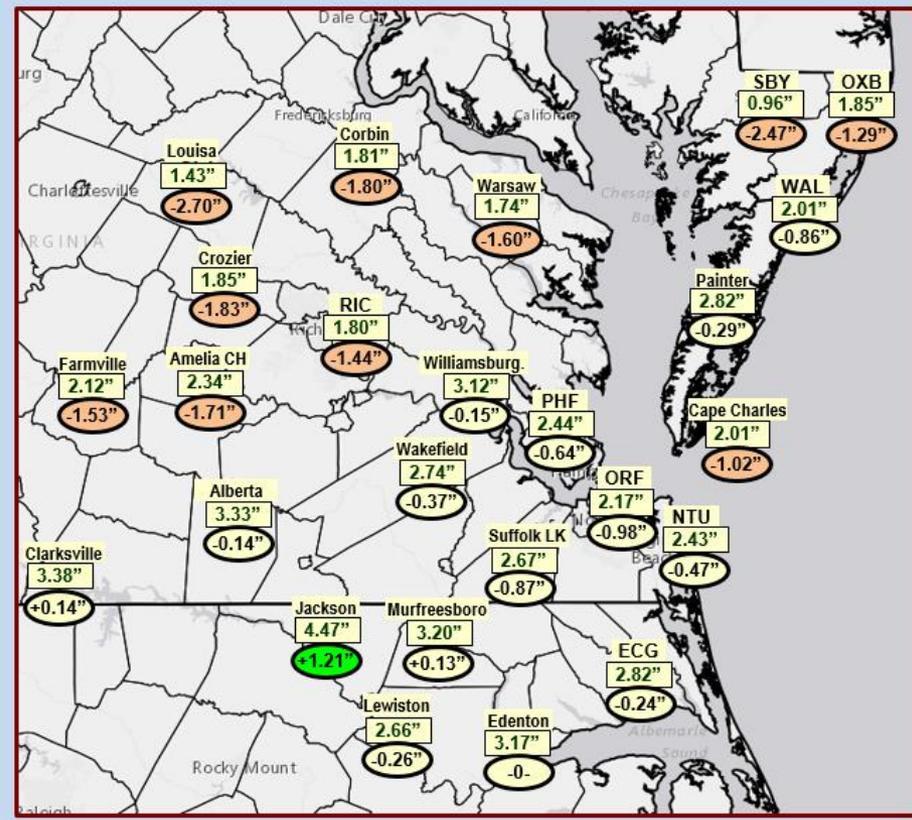 Dale Ci
urg
SBY
0.96”
-2.47”
OXB
1.85”
-1.29”
Fredericksburg
California
Corbin
1.81”
-1.80”
Louisa
1.43”
-2.70”
Charlottesville
Warsaw
1.74”
-1.60”
Chesapeake
Bay
WAL
2.01”
-0.86”
IRGINIA
Crozier
1.85”
-1.83”
Painter
2.82”
-0.29”
RIC
1.80”
-1.44”
Rich
Farmville
2.12”
-1.53”
Amelia CH
2.34”
-1.71”
Williamsburg.
3.12”
-0.15”
PHF
2.44”
-0.64”
Cape Charles
2.01”
-1.02”
Wakefield
2.74”
-0.37”
ORF
2.17”
-0.98”
Alberta
3.33”
-0.14”
NTU
2.43”
-0.47”
Beac
Suffolk LK
2.67”
-0.87”
Clarksville
3.38”
+0.14”
Jackson
4.47”
+1.21”
Murfreesboro
3.20”
+0.13”
ECG
2.82”
-0.24”
Lewiston
2.66”
-0.26”
Edenton
3.17”
-0-
Albemarle
Sound
Rocky Mount
Raleigh